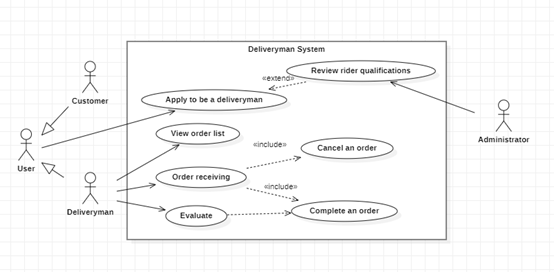 Deliveryman System
Review rider qualifications
«extend»
Customer
Apply to be a deliveryman
Administrator
View order list
User
«include»
Cancel an order
Order receiving
«include»
Deliveryman
Evaluate
Complete an order